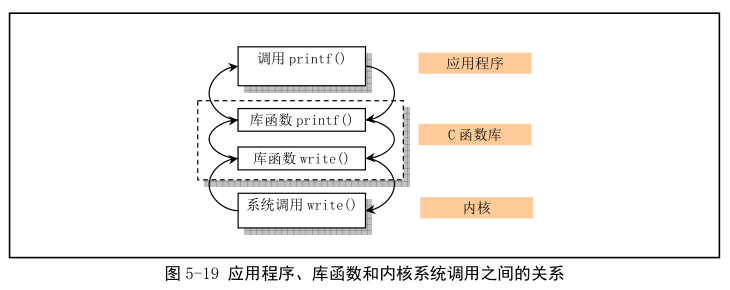 调用 printf() 应用程序
库函数 printf()
C 函数库
库函数 write()
系统调用 write() 内核
图 5-19 应用程序、库函数和内核系统调用之间的关系